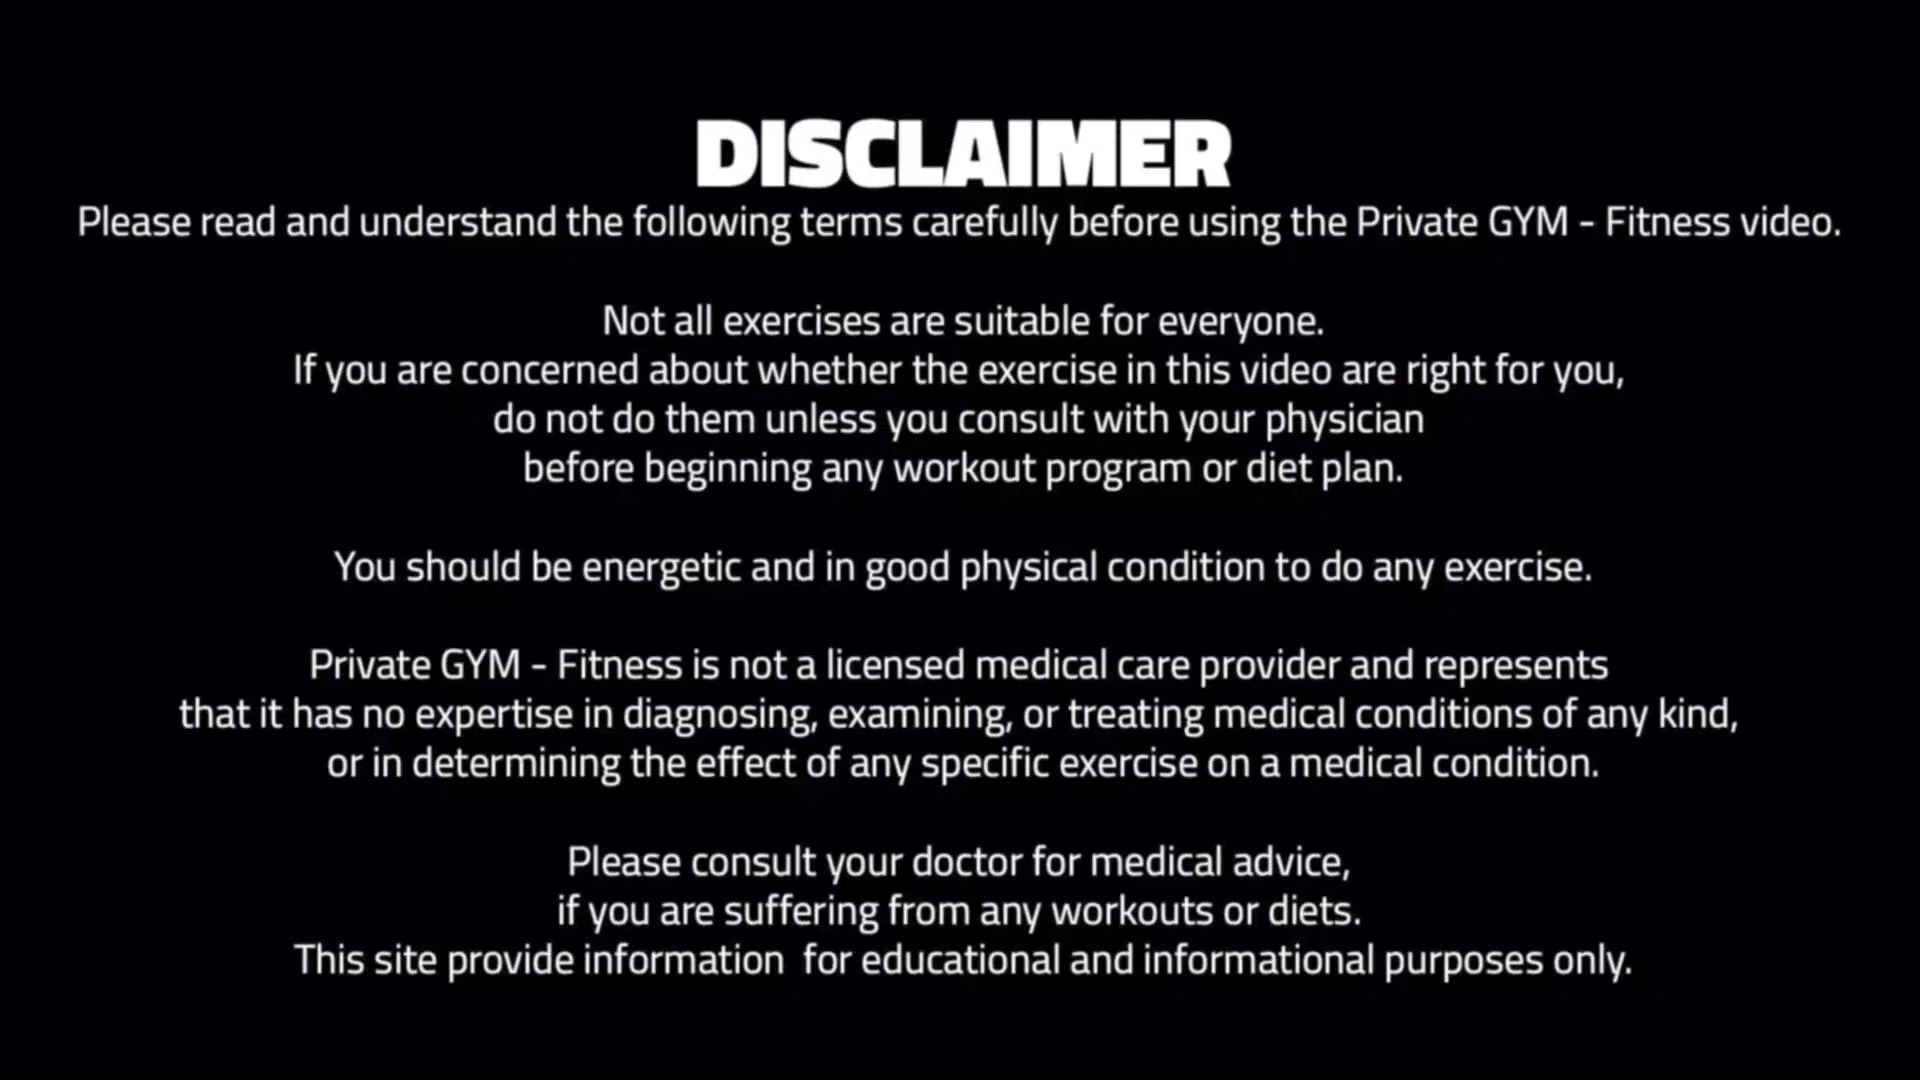 DISCLAIMER
Please read and understand the following terms carefully before using the Private GYM - Fitness video.
Not all exercises are suitable for everyone.
If you are concerned about whether the exercise in this video are right for you,
do not do them unless you consult with your physician
before beginning any workout program or diet plan.
You should be energetic and in good physical condition to do any exercise.
Private GYM - Fitness is not a licensed medical care provider and represents
that it has no expertise in diagnosing, examining, or treating medical conditions of any kind,
or in determining the effect of any specific exercise on a medical condition.
Please consult your doctor for medical advice,
if you are suffering from any workouts or diets.
This site provide information  for educational and informational purposes only.